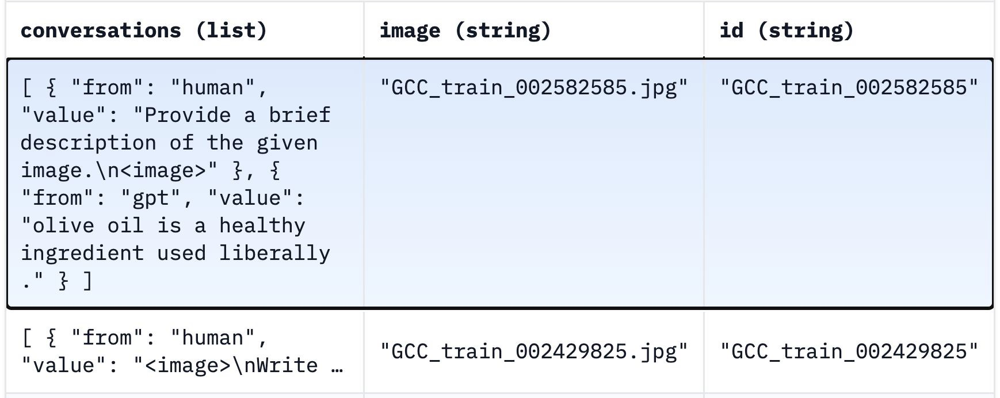 conversations (list) image (string) id (string)
[ { "from": "human", "GCC_train_002582585.jpg" "GCC_train_002582585"
"value": "Provide a brief
description of the given
image.\n<image>" }, {
"from": "gpt", "value":
"olive oil is a healthy
ingredient used liberally
." } ]
[ { "from": "human",
"value": "<image>\nWrite …
"GCC_train_002429825.jpg" "GCC_train_002429825"